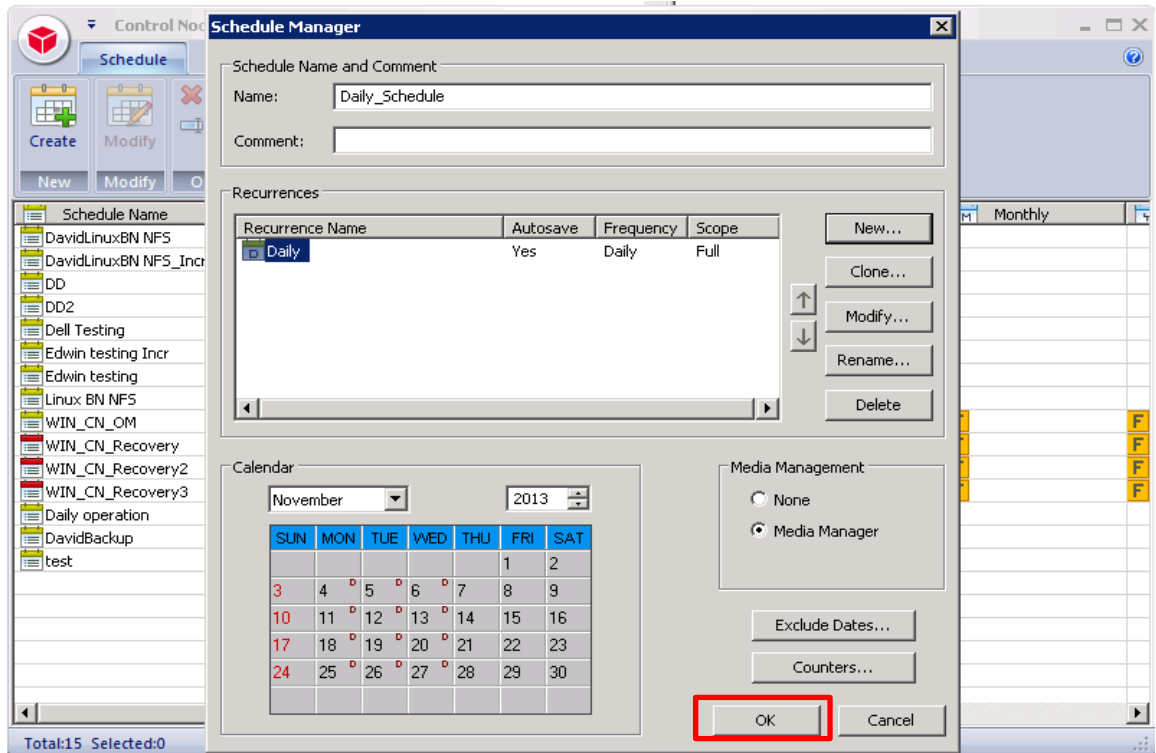 Control Noc
Schedule
Create
Modify
New
Modify
O
Schedule Name
Monthly
DavidLinuxBN NFS
DavidLinuxBN NFS_Incr
DD
DD2
Dell Testing
Edwin testing Incr
Edwin testing
Linux BN NFS
WIN_CN_OM
F
WIN_CN_Recovery
F
WIN_CN_Recovery2
F
WIN_CN_Recovery3
F
Daily operation
DavidBackup
test
Total:15 Selected:0
Schedule Manager
Schedule Name and Comment
Name: Daily_Schedule
Comment:
Recurrences
Recurrence Name Autosave Frequency Scope
D Daily Yes Daily Full
New...
Clone...
Modify...
Rename...
Delete
Calendar
November 2013
SUN MON TUE WED THU FRI SAT
1 2
3 4 D 5 D 6 D 7 8 9
10 11 D 12 D 13 D 14 15 16
17 18 D 19 D 20 D 21 22 23
24 25 D 26 D 27 D 28 29 30
Media Management
None
Media Manager
Exclude Dates...
Counters...
OK Cancel